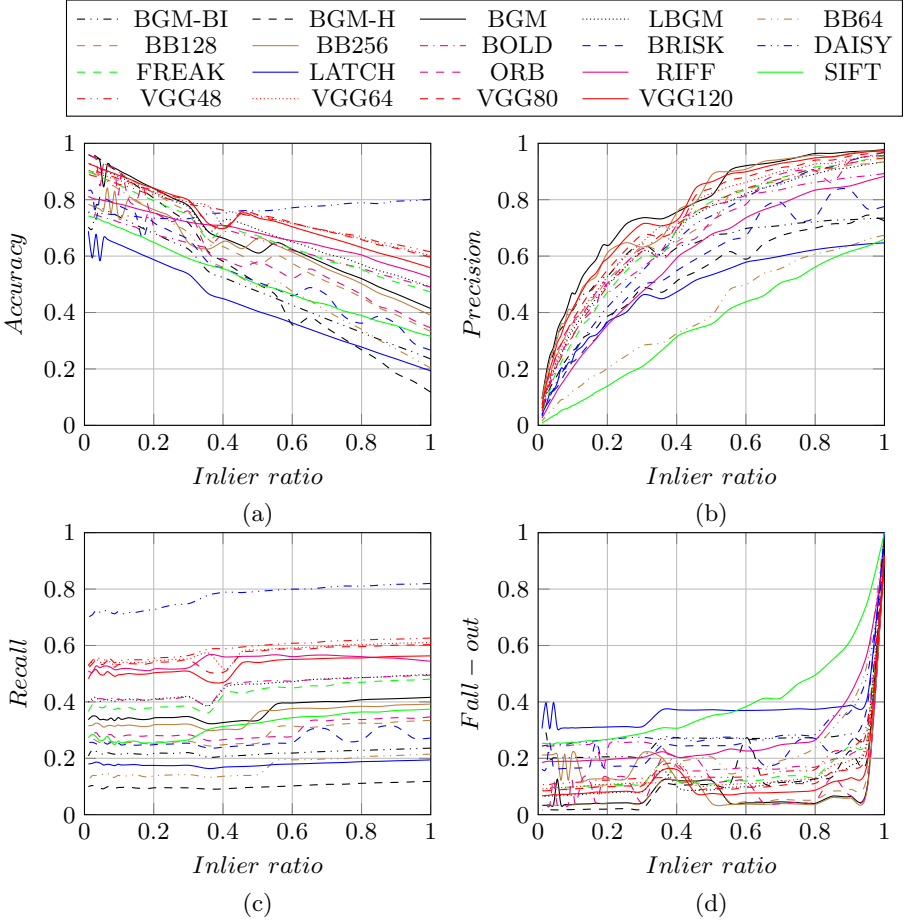 BGM-BI BGM-H BGM LBGM BB64
BB128 BB256 BOLD BRISK DAISY
FREAK LATCH ORB RIFF SIFT
VGG48 VGG64 VGG80 VGG120
1
0.8
0.6
0.4
0.2
0
Accuracy
0 0.2 0.4 0.6 0.8 1
Inlier ratio
(a)
1
0.8
0.6
0.4
0.2
0
Precision
0 0.2 0.4 0.6 0.8 1
Inlier ratio
(b)
1
0.8
0.6
0.4
0.2
0
Recall
0 0.2 0.4 0.6 0.8 1
Inlier ratio
(c)
1
0.8
0.6
0.4
0.2
0
Fall − out
0 0.2 0.4 0.6 0.8 1
Inlier ratio
(d)